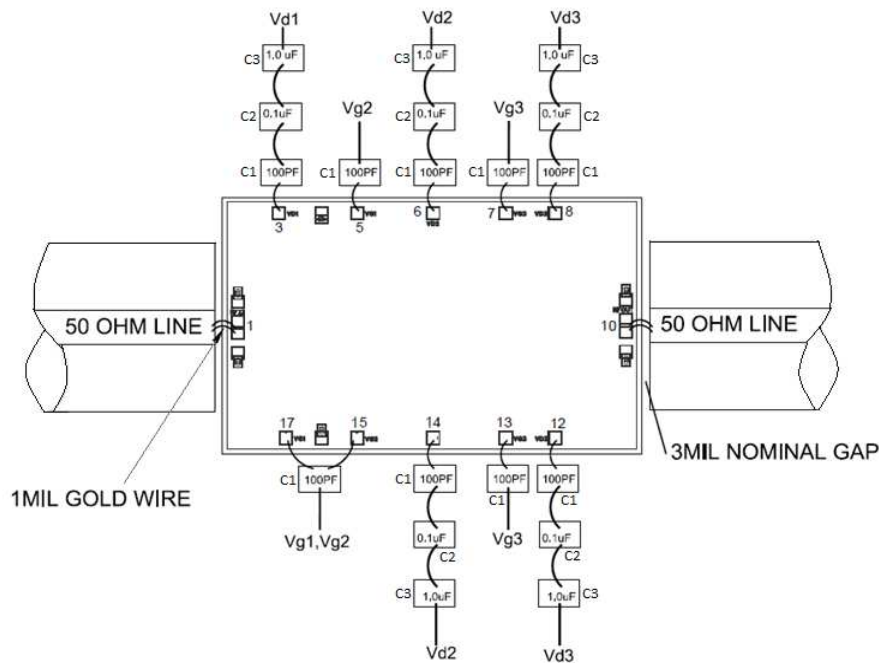 Vd1 Vd2 Vd3
C3 1,0 uF C3 1,0 uF 1,0 uF C3
C2 0.1uF Vg2 C2 0.1uF Vg3 0.1uF C2
C1 100PF C1 100PF C1 100PF C1 100PF 100PF C1
3 VD1 5 6 7 VD3 8
VD2
50 OHM LINE 1 10 50 OHM LINE
17 VG1 15 14 13 12
3MIL NOMINAL GAP
C1 100PF C1 100PF 100PF 100PF
1MIL GOLD WIRE C1 C1
Vg1,Vg2 0.1uF Vg3 0.1uF
C2 C2
C3 1,0uF 1,0uF C3
Vd2 Vd3